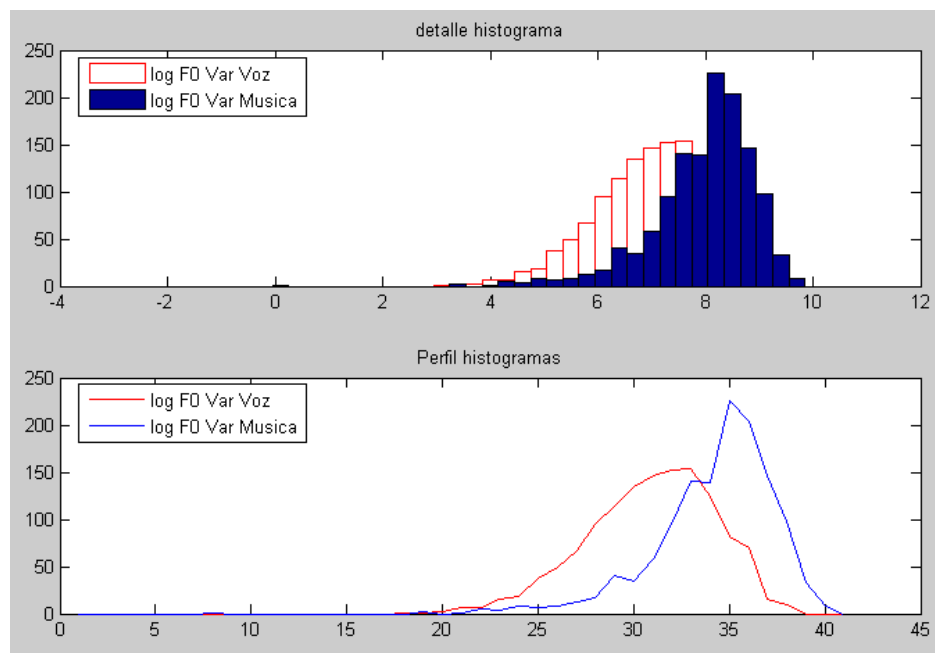 detalle histograma
250
200
150
100
50
0
log F0 Var Voz
log F0 Var Musica
-4 -2 0 2 4 6 8 10 12
Perfil histogramas
250
200
150
100
50
0
log F0 Var Voz
log F0 Var Musica
0 5 10 15 20 25 30 35 40 45